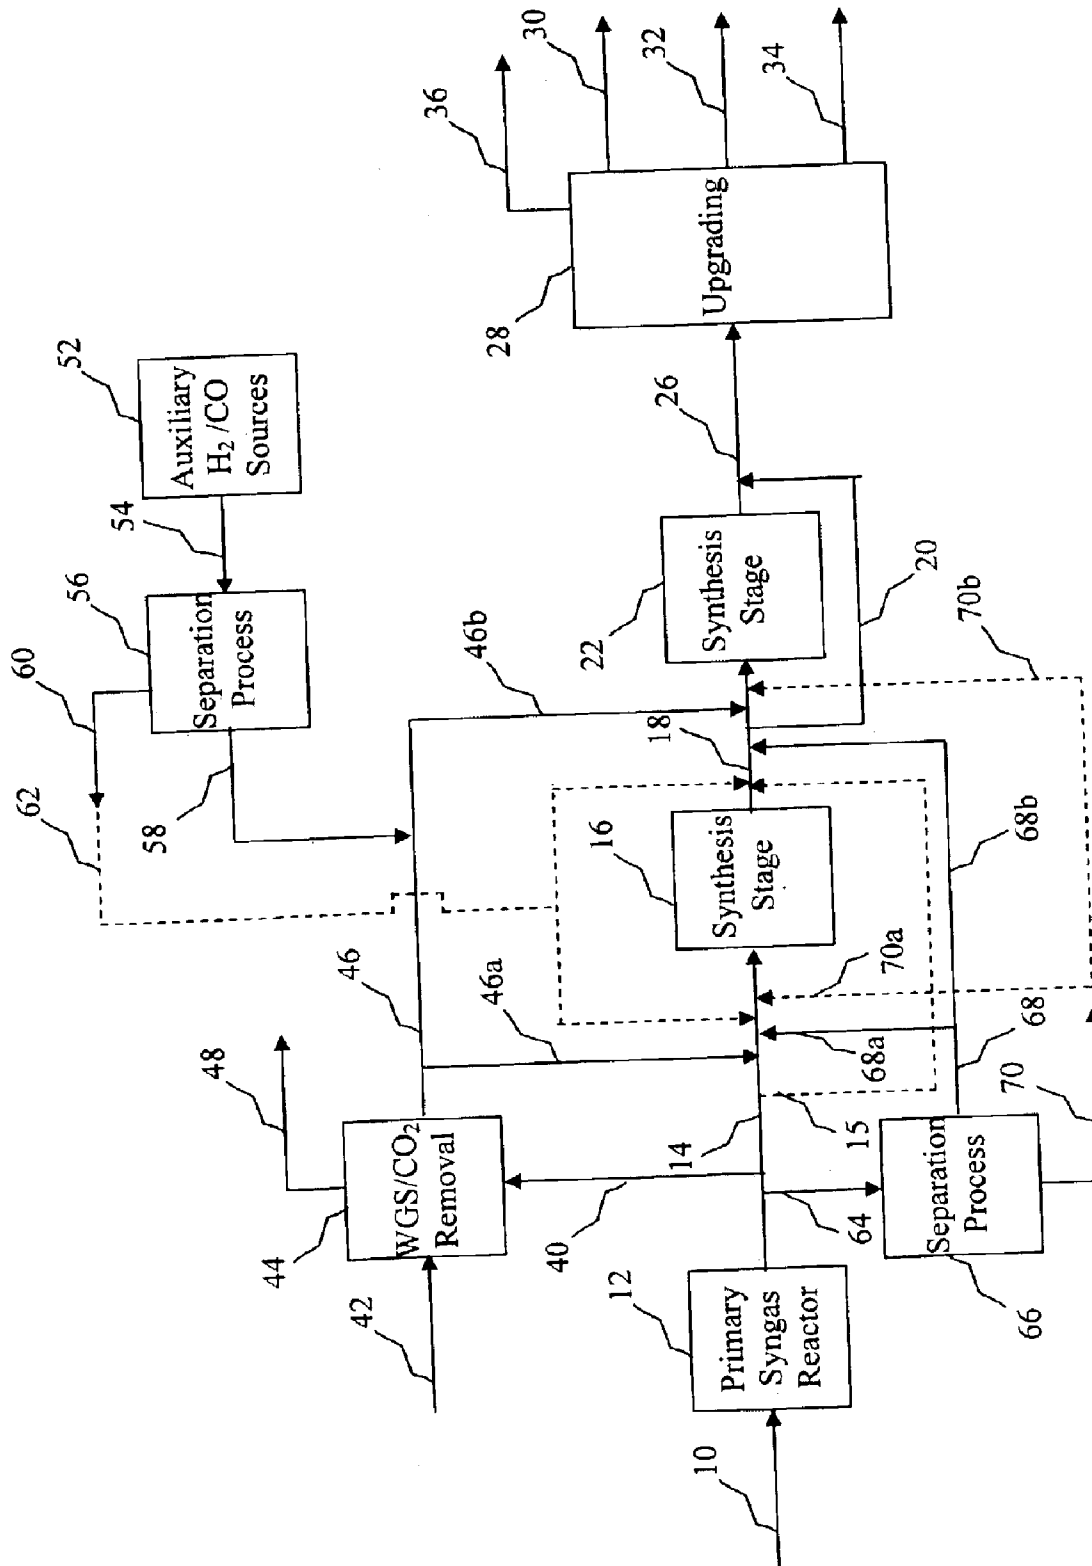 52
Auxiliary
H₂ /CO
Sources
54
56
Separation
Process
60
62
58
36
30
32
34
28
Upgrading
26
48
46
46b
44
WGS/CO₂
Removal
42
46a
40
16
Synthesis
Stage
18
22
Synthesis
Stage
20
70b
12
Primary
Syngas
Reactor
10
14
15
64
70a
68a
68b
68
66
Separation
Process
70